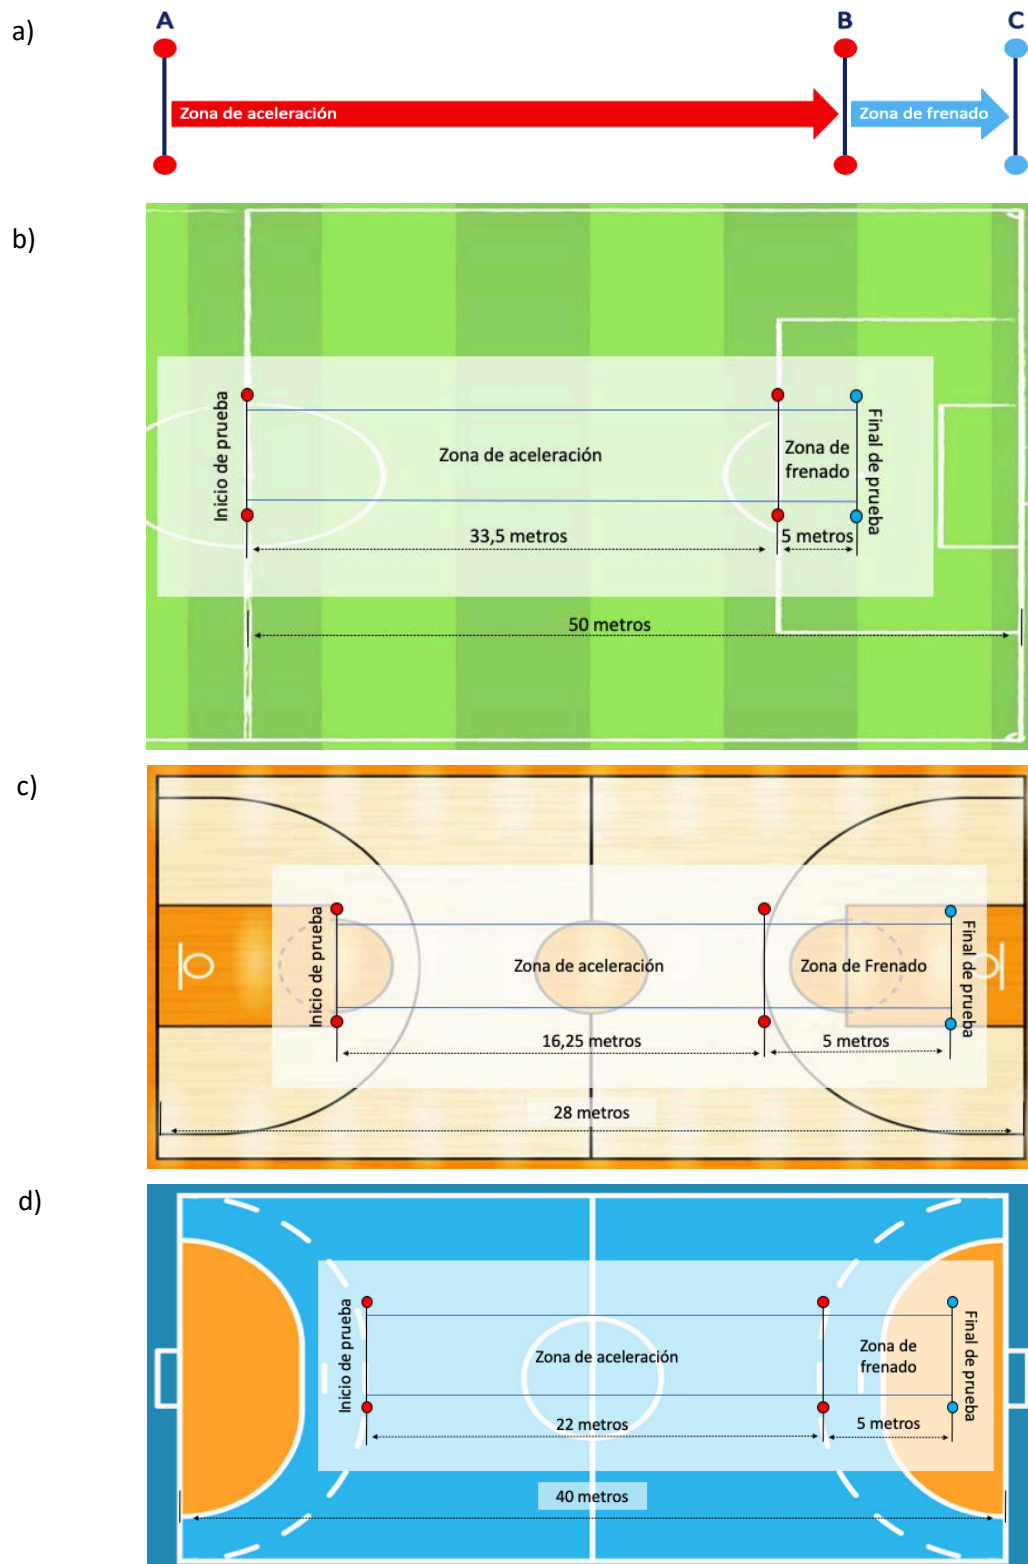 a)
A
B
C
Zona de aceleración
Zona de frenado
b)
Inicio de prueba
Zona de aceleración
Zona de
frenado
Final de prueba
33,5 metros
5 metros
50 metros
c)
Inicio de prueba
Zona de aceleración
Zona de Frenado
Final de prueba
16,25 metros
5 metros
28 metros
d)
Inicio de prueba
Zona de aceleración
Zona de
frenado
Final de prueba
22 metros
5 metros
40 metros